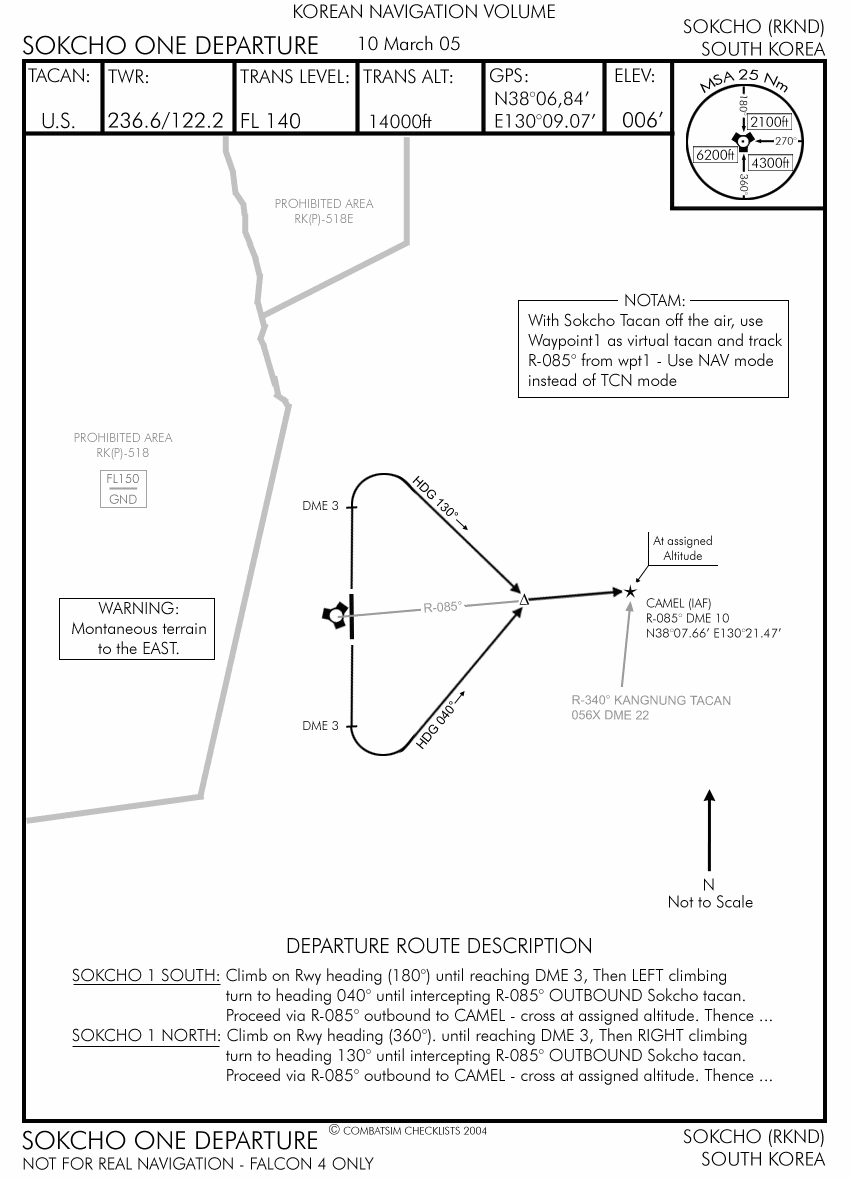 KOREAN NAVIGATION VOLUME
SOKCHO ONE DEPARTURE
10 March 05
SOKCHO (RKND)
SOUTH KOREA
TACAN:
U.S.
TWR:
236.6/122.2
TRANS LEVEL:
FL 140
TRANS ALT:
14000ft
GPS:
N38°06,84’
E130°09.07’
ELEV:
006’
MSA 25 Nm
180°
2100ft
270°
6200ft
4300ft
360°
PROHIBITED AREA
RK(P)-518E
NOTAM:
With Sokcho Tacan off the air, use
Waypoint1 as virtual tacan and track
R-085° from wpt1 - Use NAV mode
instead of TCN mode
PROHIBITED AREA
RK(P)-518
FL150
GND
DME 3
HDG 130°
At assigned
Altitude
WARNING:
Montaneous terrain
to the EAST.
R-085°
CAMEL (IAF)
R-085° DME 10
N38°07.66’ E130°21.47’
R-340° KANGNUNG TACAN
056X DME 22
DME 3
HDG 040°
N
Not to Scale
DEPARTURE ROUTE DESCRIPTION
SOKCHO 1 SOUTH: Climb on Rwy heading (180°) until reaching DME 3, Then LEFT climbing
turn to heading 040° until intercepting R-085° OUTBOUND Sokcho tacan.
Proceed via R-085° outbound to CAMEL - cross at assigned altitude. Thence ...
SOKCHO 1 NORTH: Climb on Rwy heading (360°). until reaching DME 3, Then RIGHT climbing
turn to heading 130° until intercepting R-085° OUTBOUND Sokcho tacan.
Proceed via R-085° outbound to CAMEL - cross at assigned altitude. Thence ...
SOKCHO ONE DEPARTURE
© COMBATSIM CHECKLISTS 2004
SOKCHO (RKND)
NOT FOR REAL NAVIGATION - FALCON 4 ONLY
SOUTH KOREA